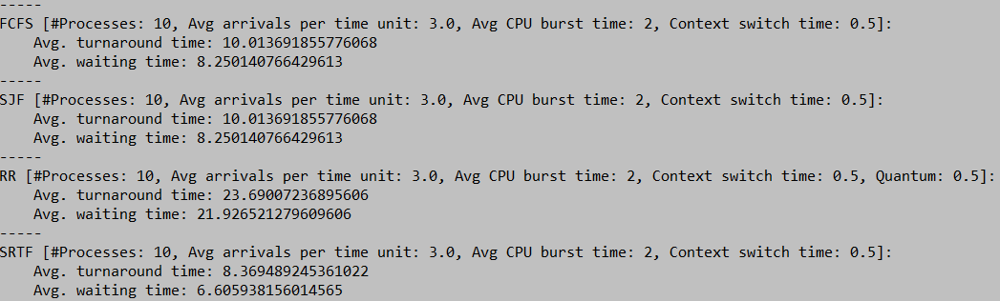 -----
FCFS [#Processes: 10, Avg arrivals per time unit: 3.0, Avg CPU burst time: 2, Context switch time: 0.5]:
    Avg. turnaround time: 10.013691855776068
    Avg. waiting time: 8.250140766429613
-----
SJF [#Processes: 10, Avg arrivals per time unit: 3.0, Avg CPU burst time: 2, Context switch time: 0.5]:
    Avg. turnaround time: 10.013691855776068
    Avg. waiting time: 8.250140766429613
-----
RR [#Processes: 10, Avg arrivals per time unit: 3.0, Avg CPU burst time: 2, Context switch time: 0.5, Quantum: 0.5]:
    Avg. turnaround time: 23.69007236895606
    Avg. waiting time: 21.926521279609606
-----
SRTF [#Processes: 10, Avg arrivals per time unit: 3.0, Avg CPU burst time: 2, Context switch time: 0.5]:
    Avg. turnaround time: 8.369489245361022
    Avg. waiting time: 6.605938156014565